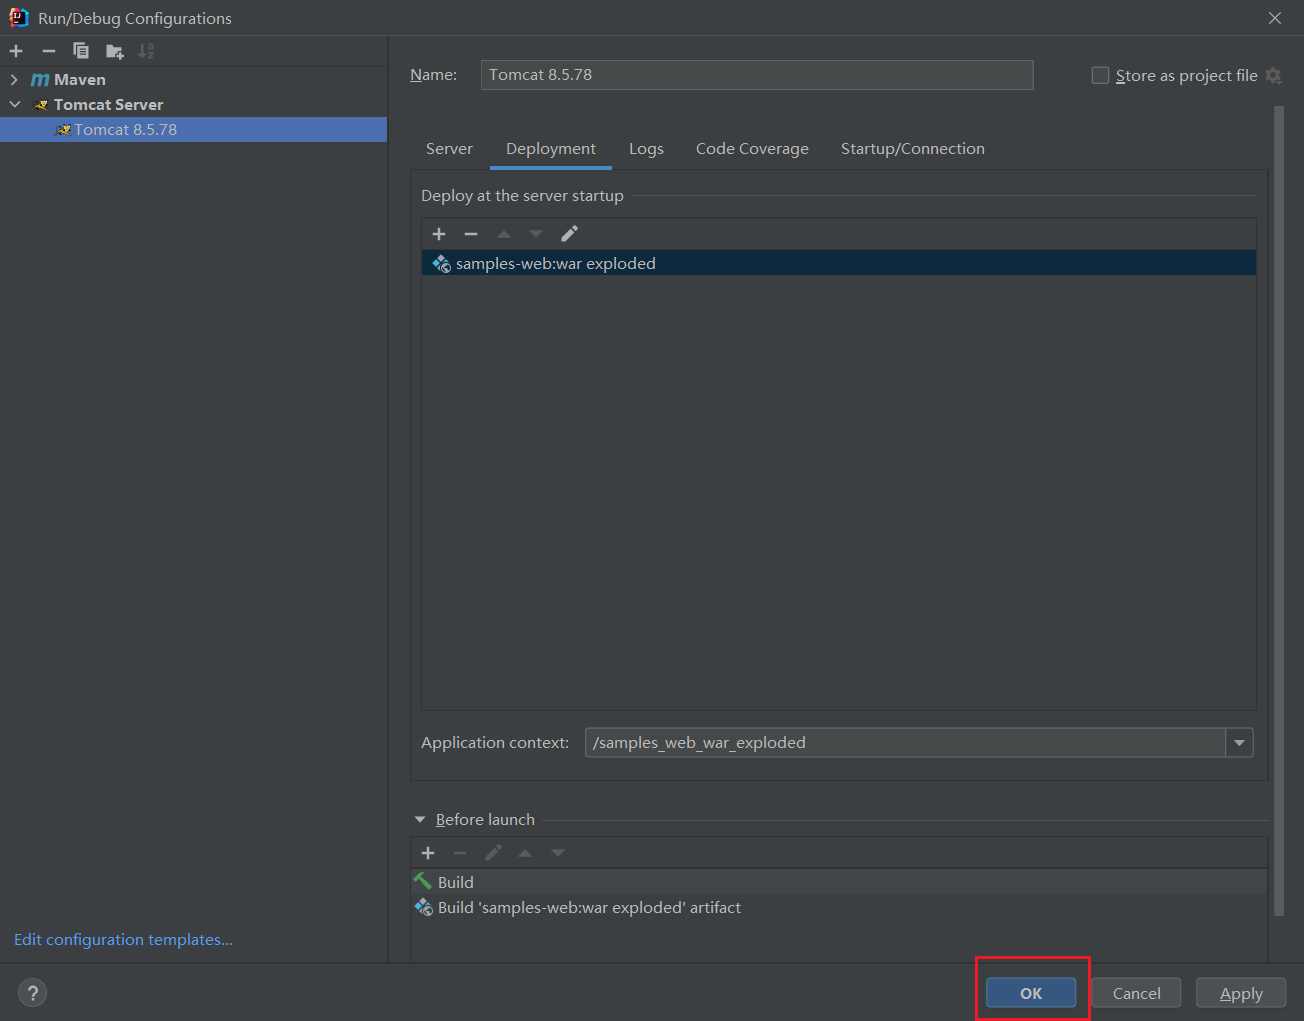 Run/Debug Configurations
Maven
Tomcat Server
Tomcat 8.5.78
Edit configuration templates...
Name: Tomcat 8.5.78 Store as project file
Server Deployment Logs Code Coverage Startup/Connection
Deploy at the server startup
samples-web:war exploded
Application context: /samples_web_war_exploded
Before launch
Build
Build 'samples-web:war exploded' artifact
? OK Cancel Apply